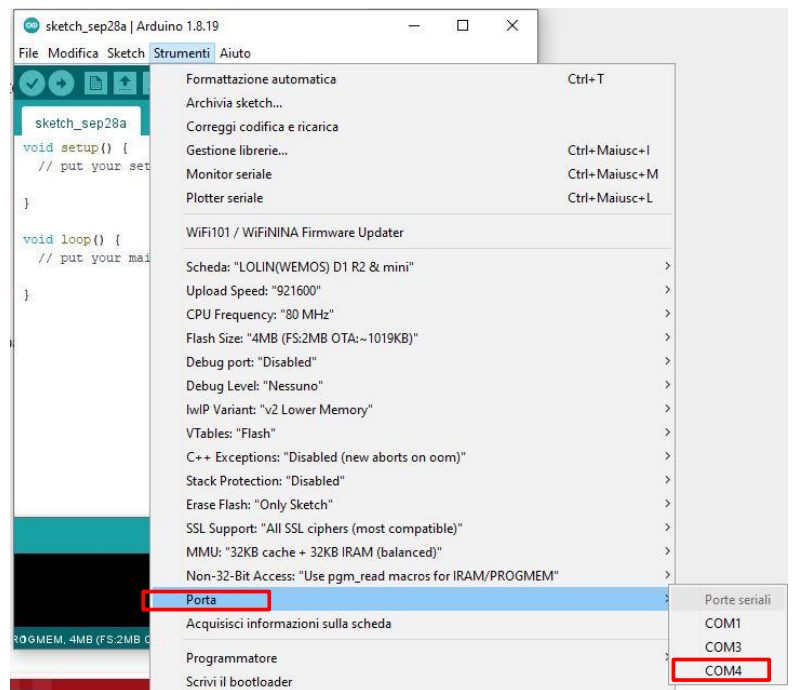 sketch_sep28a | Arduino 1.8.19
File Modifica Sketch Strumenti Aiuto
sketch_sep28a
void setup() {
// put your set
}
void loop() {
// put your mai
}
Formattazione automatica Ctrl+T
Archivia sketch...
Correggi codifica e ricarica
Gestione librerie... Ctrl+Maiusc+I
Monitor seriale Ctrl+Maiusc+M
Plotter seriale Ctrl+Maiusc+L
WiFi101 / WiFiNINA Firmware Updater
Scheda: "LOLIN(WEMOS) D1 R2 & mini"
Upload Speed: "921600"
CPU Frequency: "80 MHz"
Flash Size: "4MB (FS:2MB OTA:~1019KB)"
Debug port: "Disabled"
Debug Level: "Nessuno"
lwIP Variant: "v2 Lower Memory"
VTables: "Flash"
C++ Exceptions: "Disabled (new aborts on oom)"
Stack Protection: "Disabled"
Erase Flash: "Only Sketch"
SSL Support: "All SSL ciphers (most compatible)"
MMU: "32KB cache + 32KB IRAM (balanced)"
Non-32-Bit Access: "Use pgm_read macros for IRAM/PROGMEM"
Porta
Acquisisci informazioni sulla scheda
Programmatore
Scrivi il bootloader
Porte seriali
COM1
COM3
COM4
ROGMEM, 4MB (FS:2MB